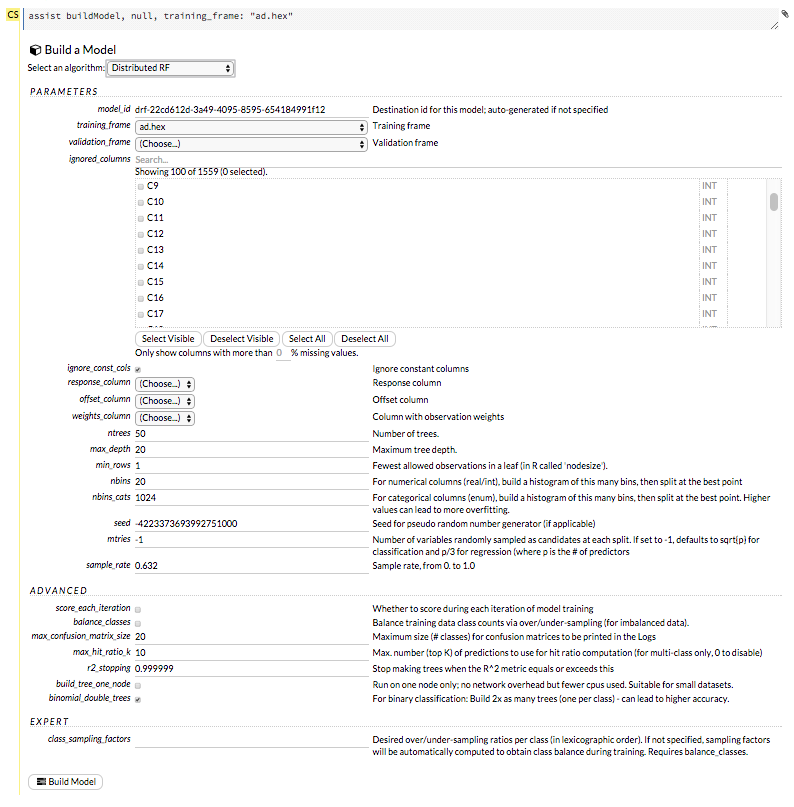 CS
assist buildModel, null, training_frame: "ad.hex"
Build a Model
Select an algorithm: Distributed RF
PARAMETERS
model_id drf-22cd612d-3a49-4095-8595-654184991f12 Destination id for this model; auto-generated if not specified
training_frame ad.hex Training frame
validation_frame (Choose...) Validation frame
ignored_columns Search...
Showing 100 of 1559 (0 selected).
C9 INT
C10 INT
C11 INT
C12 INT
C13 INT
C14 INT
C15 INT
C16 INT
C17 INT
Select Visible Deselect Visible Select All Deselect All
Only show columns with more than 0 % missing values.
ignore_const_cols Ignore constant columns
response_column (Choose...) Response column
offset_column (Choose...) Offset column
weights_column (Choose...) Column with observation weights
ntrees 50 Number of trees.
max_depth 20 Maximum tree depth.
min_rows 1 Fewest allowed observations in a leaf (in R called 'nodesize').
nbins 20 For numerical columns (real/int), build a histogram of this many bins, then split at the best point
nbins_cats 1024 For categorical columns (enum), build a histogram of this many bins, then split at the best point. Higher
values can lead to more overfitting.
seed -4223373693992751000 Seed for pseudo random number generator (if applicable)
mtries -1 Number of variables randomly sampled as candidates at each split. If set to -1, defaults to sqrt{p} for
classification and p/3 for regression (where p is the # of predictors
sample_rate 0.632 Sample rate, from 0. to 1.0
ADVANCED
score_each_iteration Whether to score during each iteration of model training
balance_classes Balance training data class counts via over/under-sampling (for imbalanced data).
max_confusion_matrix_size 20 Maximum size (# classes) for confusion matrices to be printed in the Logs
max_hit_ratio_k 10 Max. number (top K) of predictions to use for hit ratio computation (for multi-class only, 0 to disable)
r2_stopping 0.999999 Stop making trees when the R^2 metric equals or exceeds this
build_tree_one_node Run on one node only; no network overhead but fewer cpus used. Suitable for small datasets.
binomial_double_trees For binary classification: Build 2x as many trees (one per class) - can lead to higher accuracy.
EXPERT
class_sampling_factors Desired over/under-sampling ratios per class (in lexicographic order). If not specified, sampling factors
will be automatically computed to obtain class balance during training. Requires balance_classes.
Build Model